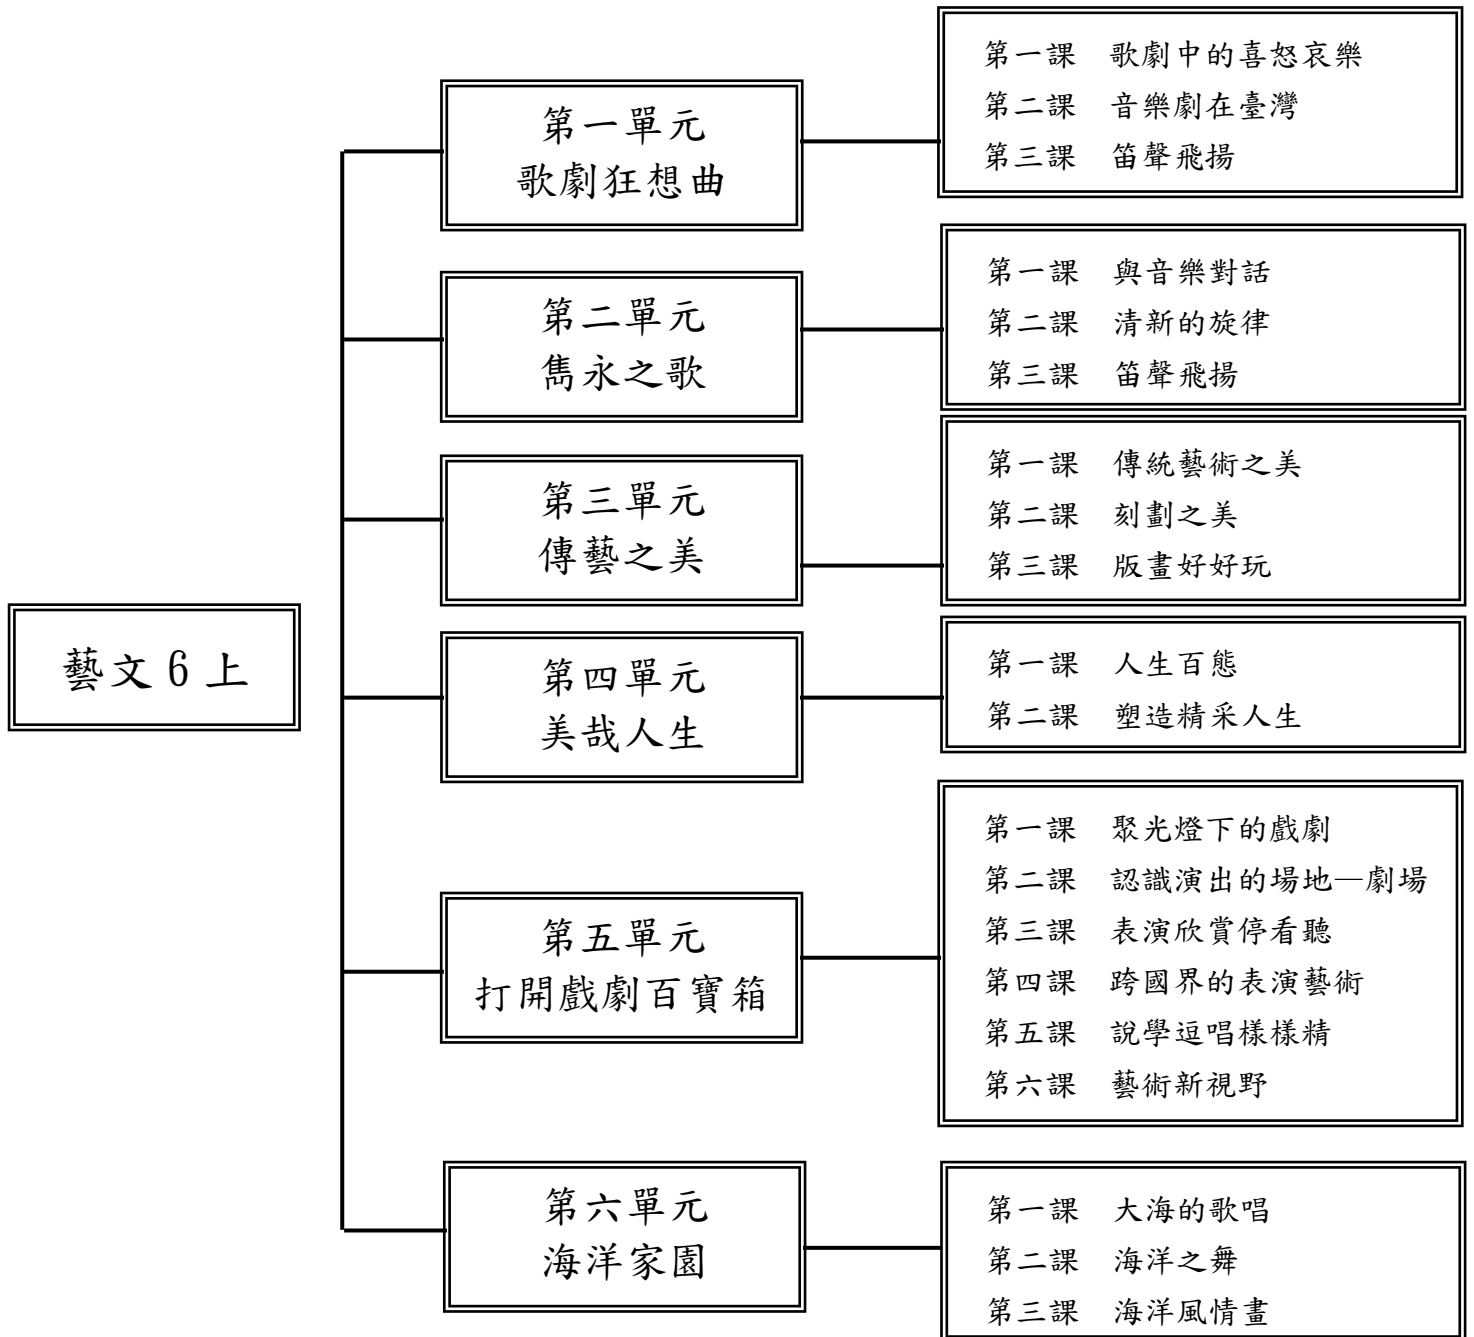 藝文6上
第一單元
歌劇狂想曲
第一課 歌劇中的喜怒哀樂
第二課 音樂劇在臺灣
第三課 笛聲飛揚
第二單元
雋永之歌
第一課 與音樂對話
第二課 清新的旋律
第三課 笛聲飛揚
第三單元
傳藝之美
第一課 傳統藝術之美
第二課 刻劃之美
第三課 版畫好好玩
第四單元
美哉人生
第一課 人生百態
第二課 塑造精采人生
第五單元
打開戲劇百寶箱
第一課 聚光燈下的戲劇
第二課 認識演出的場地—劇場
第三課 表演欣賞停看聽
第四課 跨國界的表演藝術
第五課 說學逗唱樣樣精
第六課 藝術新視野
第六單元
海洋家園
第一課 大海的歌唱
第二課 海洋之舞
第三課 海洋風情畫